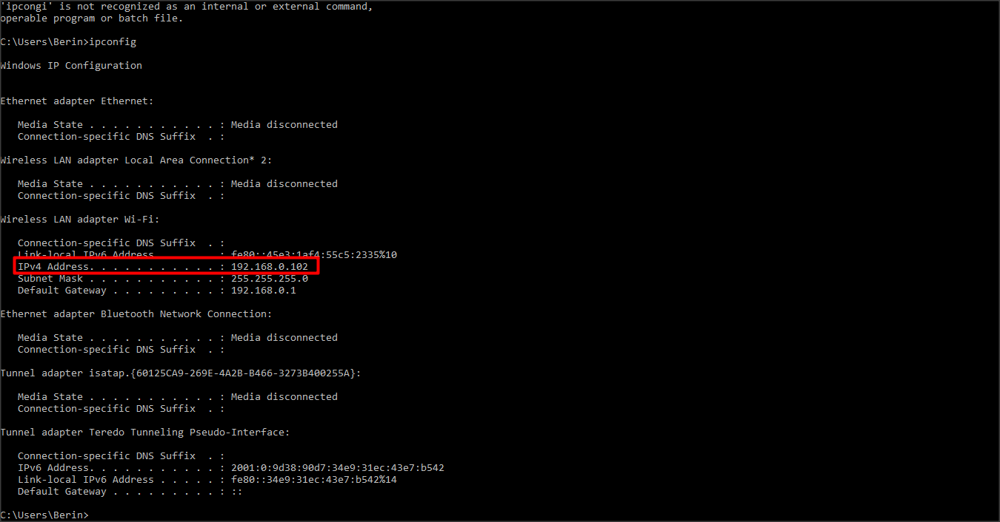 'ipcongi' is not recognized as an internal or external command,
operable program or batch file.
C:\Users\Berin>ipconfig
Windows IP Configuration
Ethernet adapter Ethernet:
Media State . . . . . . . . . . . : Media disconnected
Connection-specific DNS Suffix  . :
Wireless LAN adapter Local Area Connection* 2:
Media State . . . . . . . . . . . : Media disconnected
Connection-specific DNS Suffix  . :
Wireless LAN adapter Wi-Fi:
Connection-specific DNS Suffix  . :
Link-local IPv6 Address . . . . . : fe80::45e3:1af4:55c5:2335%10
IPv4 Address. . . . . . . . . . . : 192.168.0.102
Subnet Mask . . . . . . . . . . . : 255.255.255.0
Default Gateway . . . . . . . . . : 192.168.0.1
Ethernet adapter Bluetooth Network Connection:
Media State . . . . . . . . . . . : Media disconnected
Connection-specific DNS Suffix  . :
Tunnel adapter isatap.{60125CA9-269E-4A2B-B466-3273B400255A}:
Media State . . . . . . . . . . . : Media disconnected
Connection-specific DNS Suffix  . :
Tunnel adapter Teredo Tunneling Pseudo-Interface:
Connection-specific DNS Suffix  . :
IPv6 Address. . . . . . . . . . . : 2001:0:9d38:90d7:34e9:31ec:43e7:b542
Link-local IPv6 Address . . . . . : fe80::34e9:31ec:43e7:b542%14
Default Gateway . . . . . . . . . : ::
C:\Users\Berin>